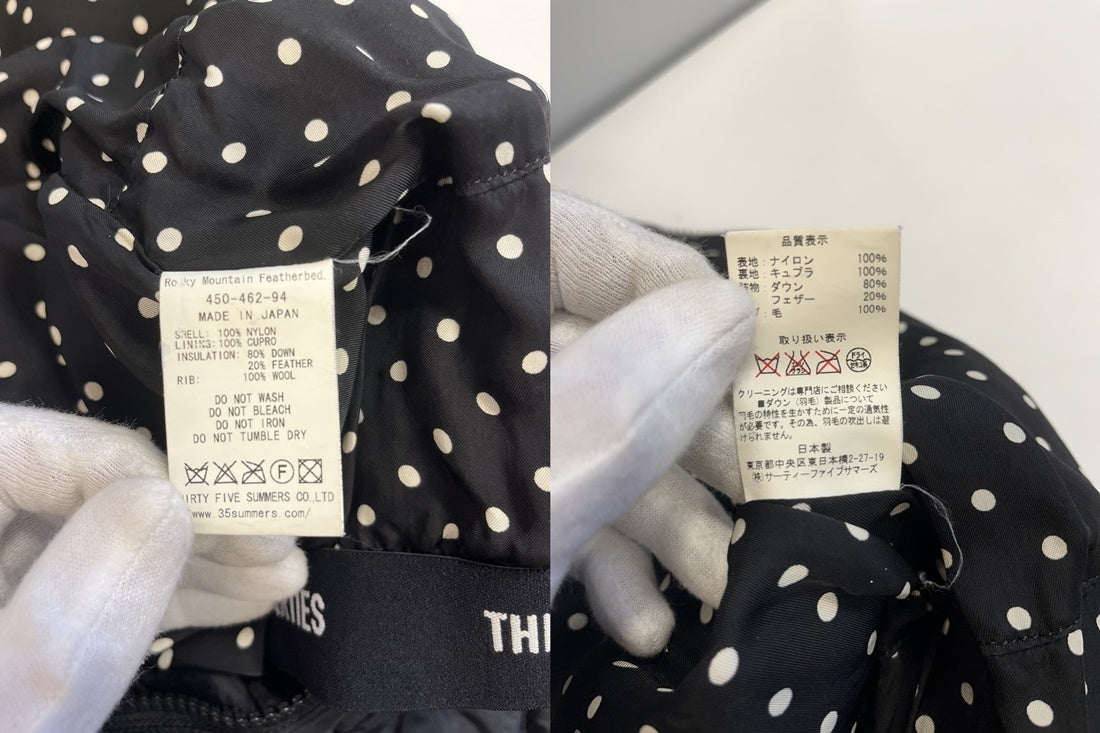 Rocky Mountain Featherbed.
450-462-94
MADE IN JAPAN
SHELL: 100% NYLON
LINING: 100% CUPRO
INSULATION: 80% DOWN
20% FEATHER
RIB: 100% WOOL
DO NOT WASH
DO NOT BLEACH
DO NOT IRON
DO NOT TUMBLE DRY
F
IRTY FIVE SUMMERS CO.,LTD
www.35summers.com/
TIES
THI
品質表示
表地:ナイロン 100%
裏地:キュプラ 100%
詰物:ダウン 80%
フェザー 20%
ブ:毛 100%
取り扱い表示
ドライ
セキユ系
クリーニングは専門店にご相談ください
■ダウン(羽毛)製品について
羽毛の特性を生かすために一定の通気性
が必要です。その為、羽毛の吹出しは避
けられません。
日本製
東京都中央区東日本橋2-27-19
(株)サーティーファイブサマーズ